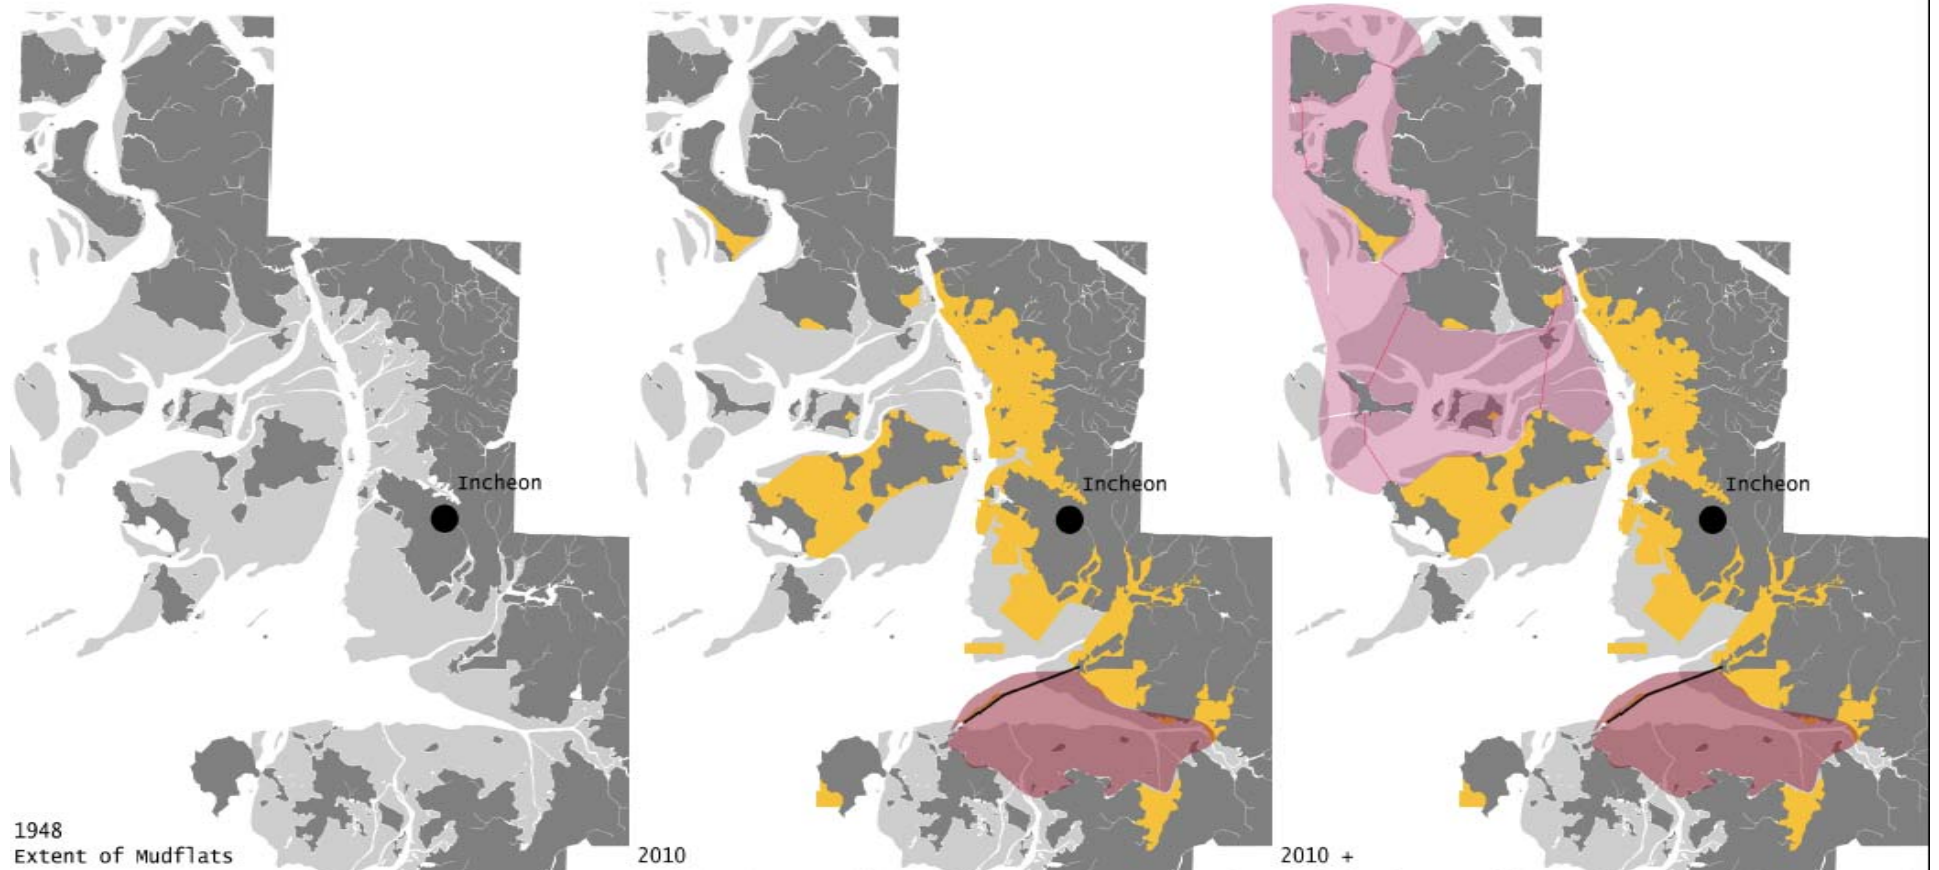 Incheon
Incheon
Incheon
1948
Extent of Mudflats
2010
2010 +